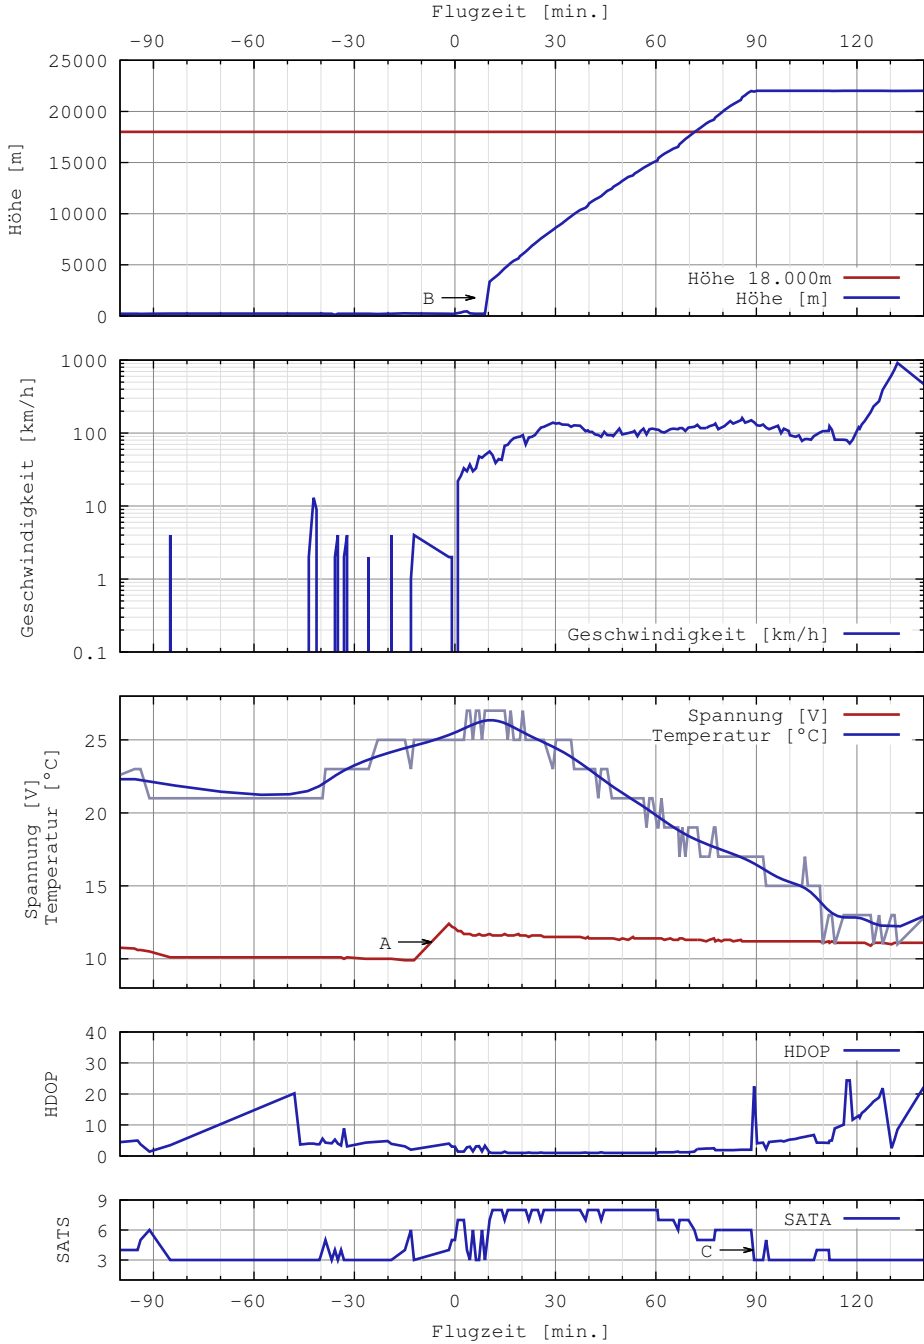 Flugzeit [min.]
−90 −30 0 30 60 90 120
25000
20000
15000
10000
5000
0
Höhe [m]
B
Höhe 18.000m
Höhe [m]
1000
100
10
1
0.1
Geschwindigkeit [km/h]
Geschwindigkeit [km/h]
25
20
15
10
Spannung [V]
Temperatur [°C]
Spannung [V]
Temperatur [°C]
A
40
30
20
10
0
HDOP
HDOP
9
6
3
SATS
SATA
C
−90 −60 −30 0 30 60 90 120
Flugzeit [min.]